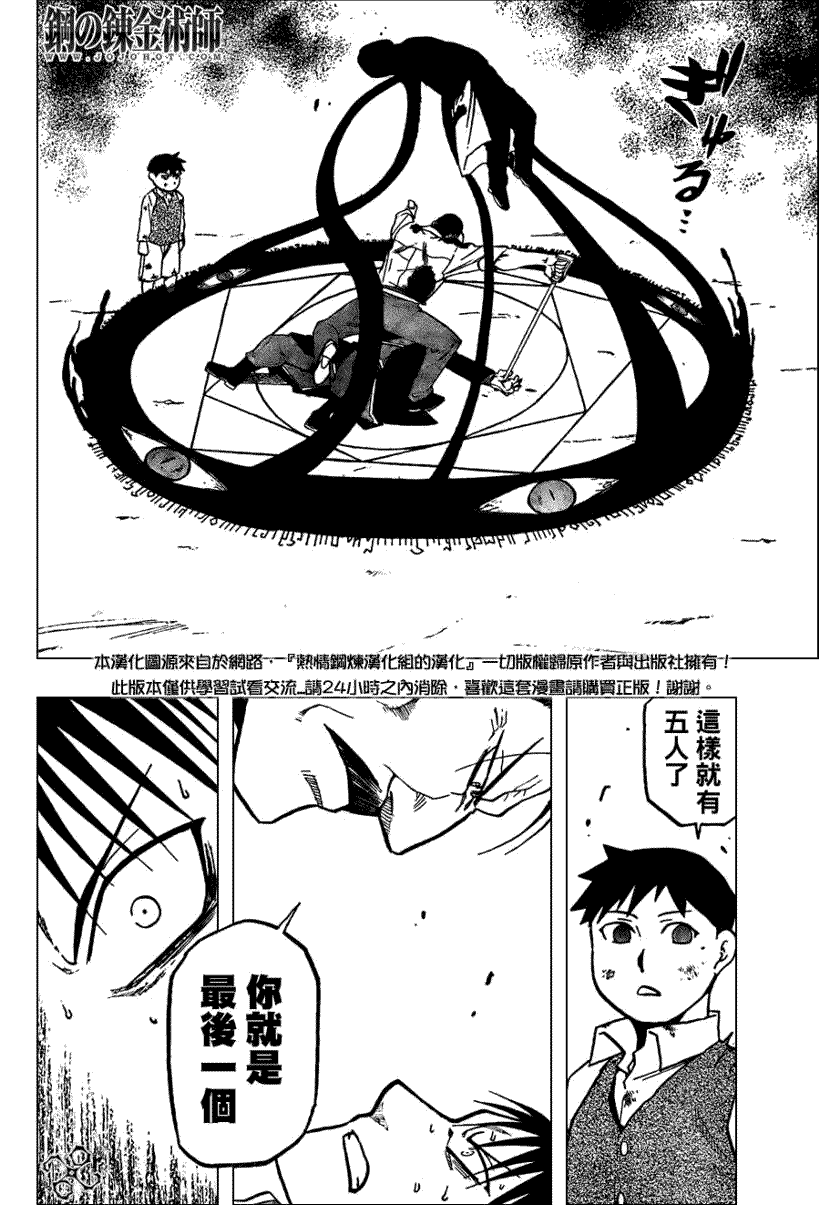 鋼の錬金術師
WWW.JOJOHOT.COM
ぎゅる…
本漢化圖源來自於網路，『熱情鋼煉漢化組的漢化』一切版權歸原作者與出版社擁有！
此版本僅供學習試看交流...請24小時之內消除，喜歡這套漫畫請購買正版！謝謝。
這樣就有
五人了
你就是
最後一個